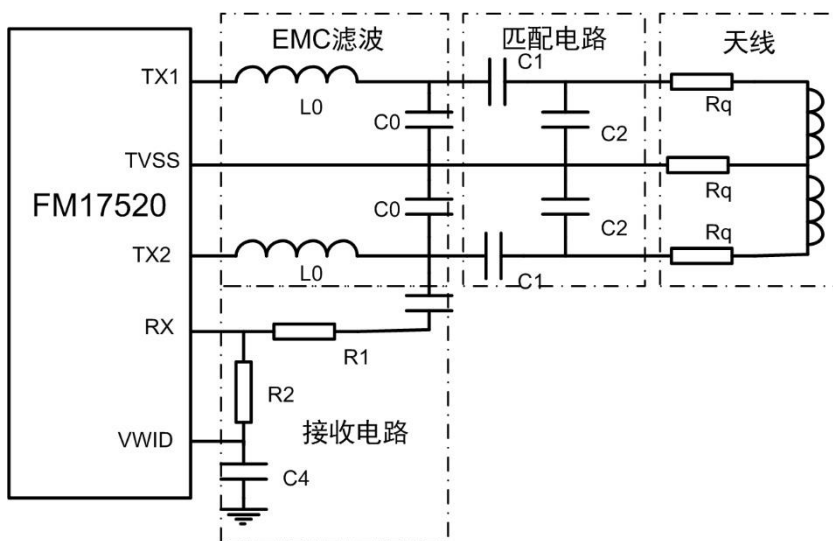 EMC滤波
匹配电路
天线
TX1
L0
C0
C1
C2
Rq
TVSS
FM17520
C0
C2
Rq
TX2
L0
C1
Rq
RX
R1
R2
VWID
接收电路
C4